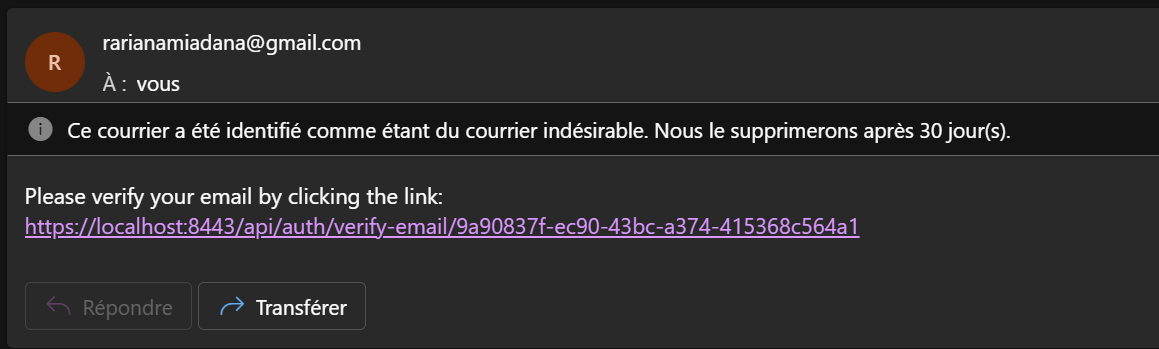 rarianamiadana@gmail.com
R
À : vous
Ce courrier a été identifié comme étant du courrier indésirable. Nous le supprimerons après 30 jour(s).
Please verify your email by clicking the link:
https://localhost:8443/api/auth/verify-email/9a90837f-ec90-43bc-a374-415368c564a1
Répondre
Transférer